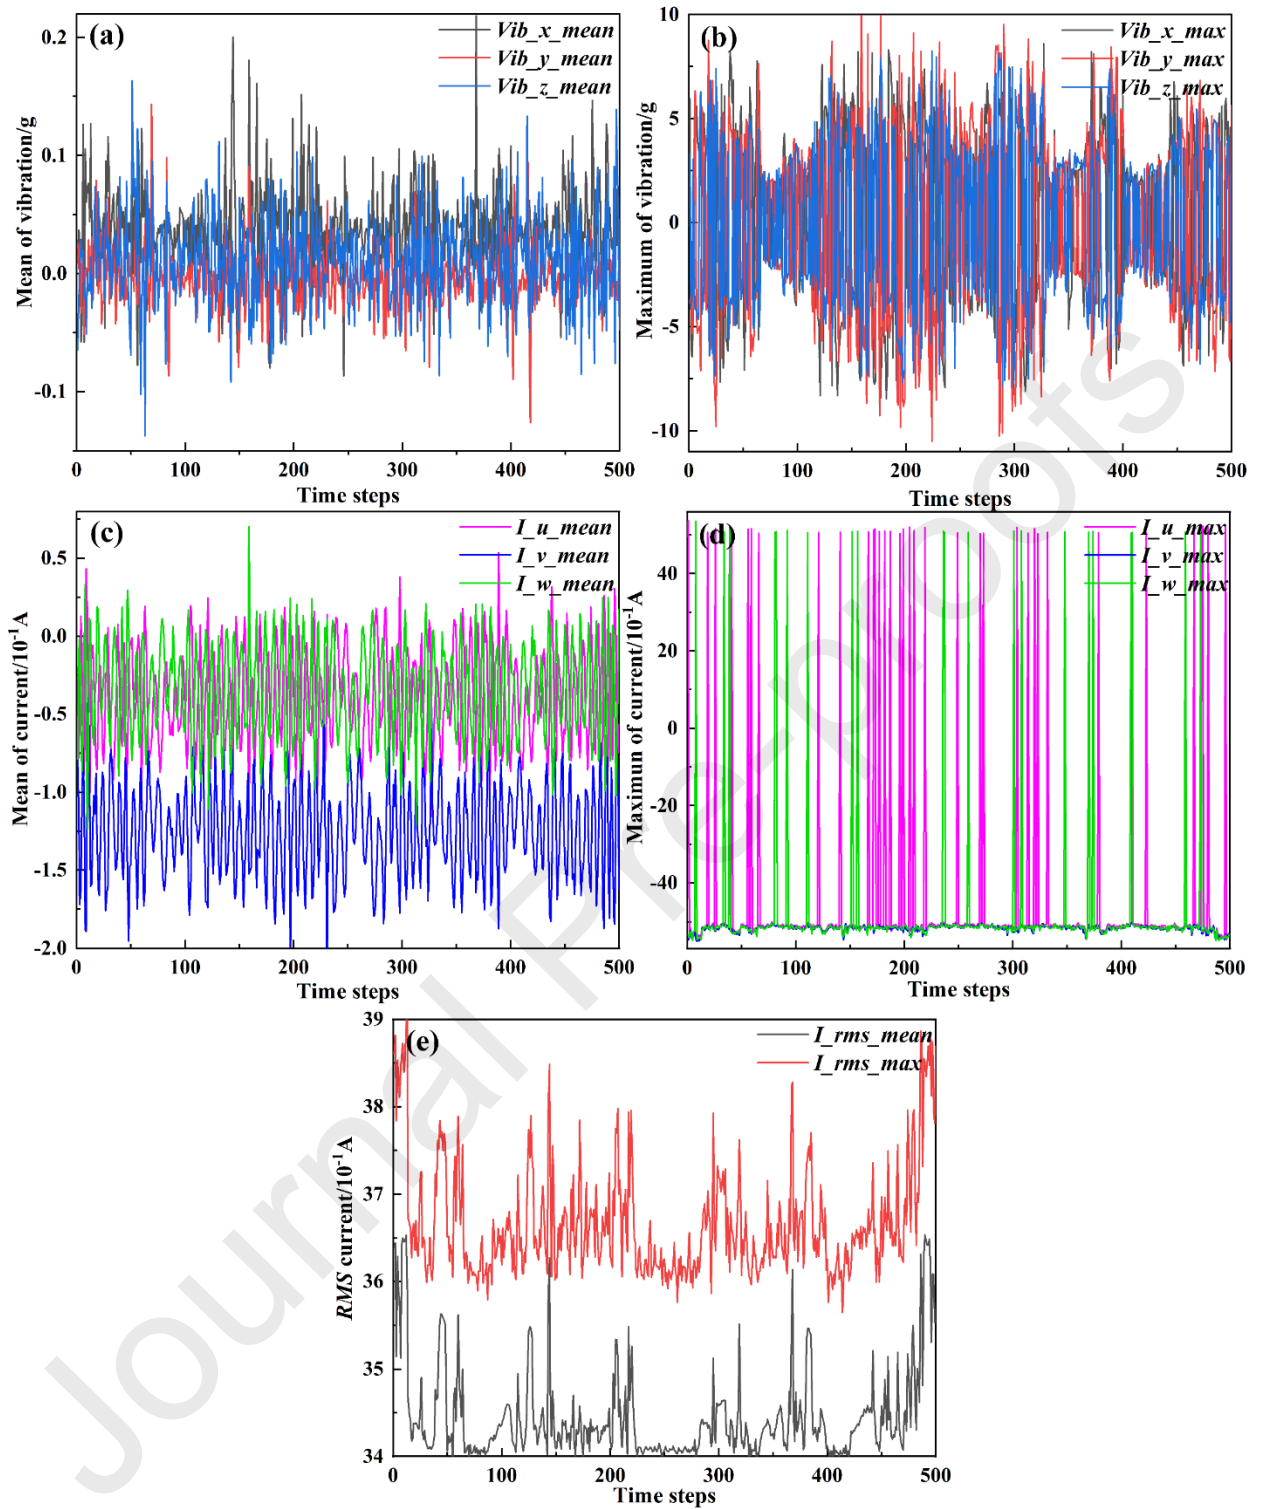 (a)
Vib_x_mean
Vib_y_mean
Vib_z_mean
0.2
0.1
0.0
-0.1
Mean of vibration/g
0 100 200 300 400 500
Time steps
(b)
Vib_x_max
Vib_y_max
Vib_z_max
10
5
0
-5
-10
Maximum of vibration/g
0 100 200 300 400 500
Time steps
(c)
I_u_mean
I_v_mean
I_w_mean
0.5
0.0
-0.5
-1.0
-1.5
-2.0
Mean of current/10⁻¹A
0 100 200 300 400 500
Time steps
(d)
I_u_max
I_v_max
I_w_max
40
20
0
-20
-40
Maximun of current/10⁻¹A
0 100 200 300 400 500
Time steps
(e)
I_rms_mean
I_rms_max
39
38
37
36
35
34
RMS current/10⁻¹A
0 100 200 300 400 500
Time steps
Journal Pre-proofs